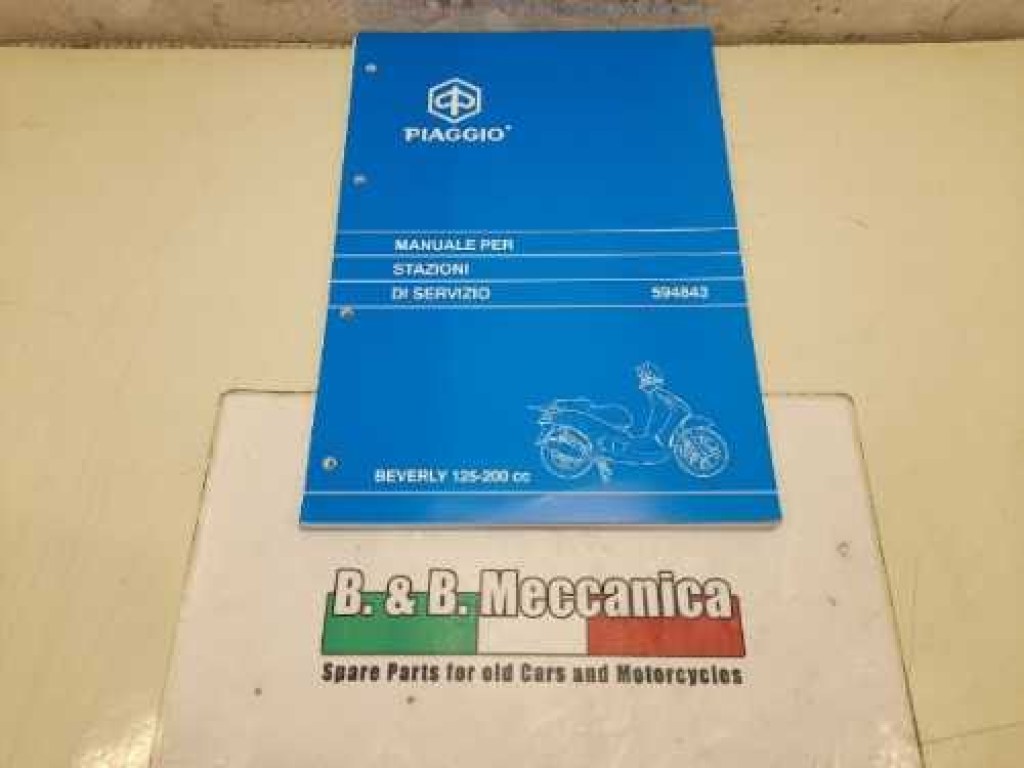 PIAGGIO
MANUALE PER
STAZIONI
DI SERVIZIO 594843
BEVERLY 125-200 cc
B. & B. Meccanica
Spare Parts for old Cars and Motorcycles